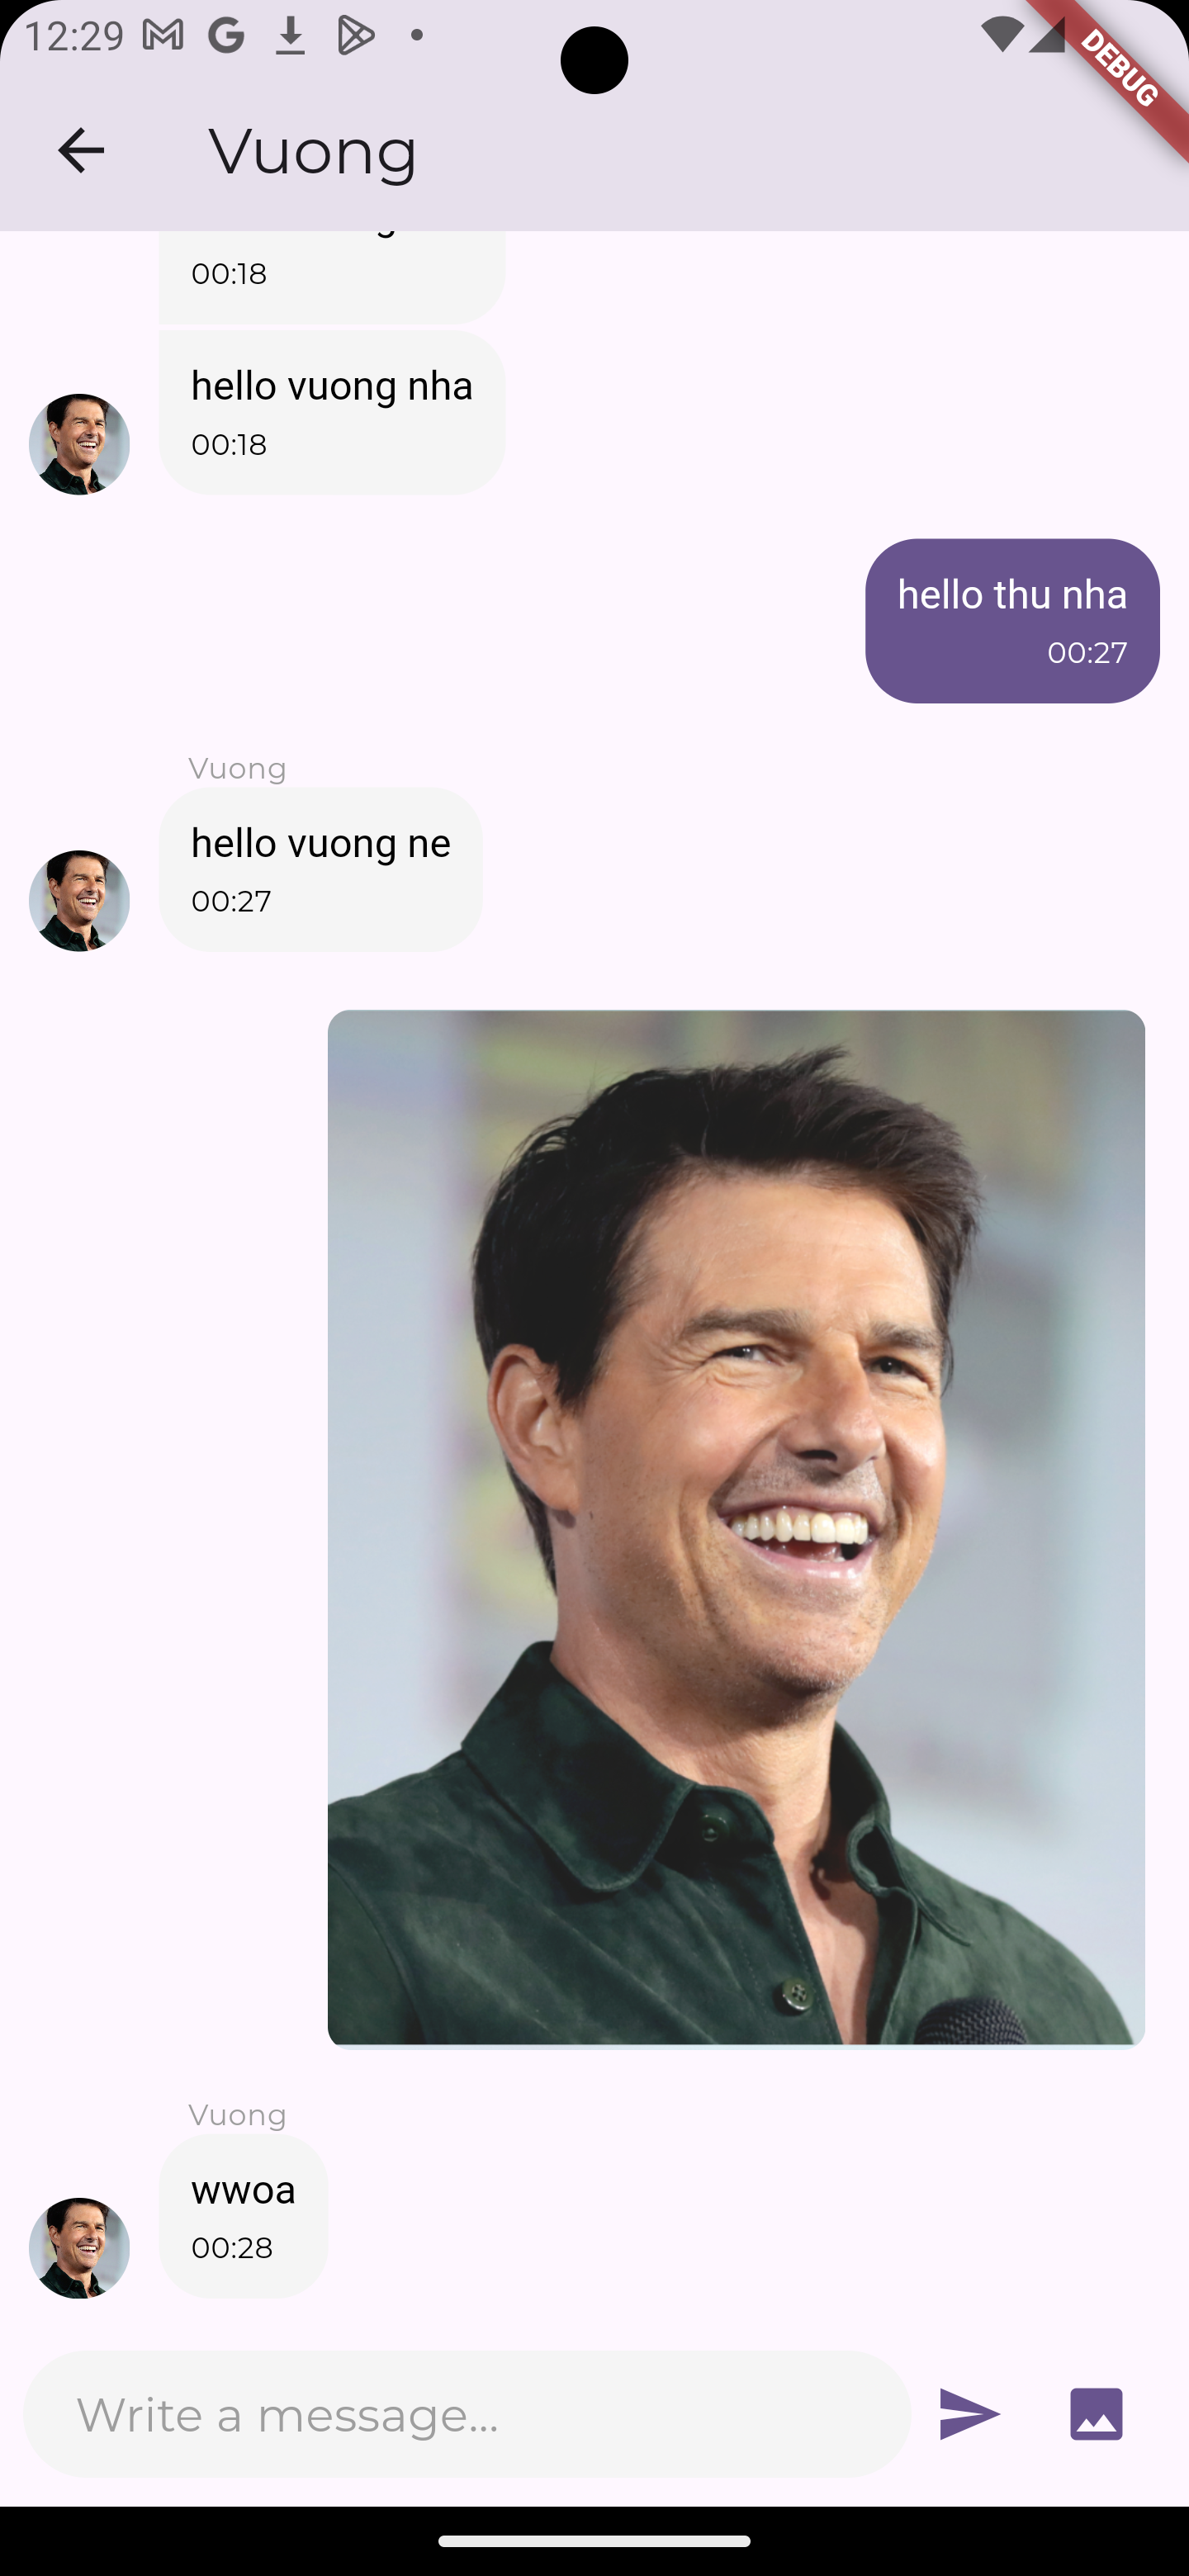 12:29
DEBUG
Vuong
00:18
hello vuong nha
00:18
hello thu nha
00:27
Vuong
hello vuong ne
00:27
Vuong
wwoa
00:28
Write a message...